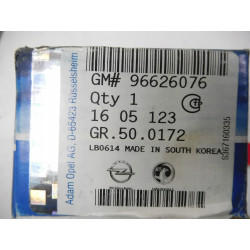 GM# 96626076
Qty 1
16 05 123
GR.50.0172
LB0614 MADE IN SOUTH KOREA
Adam Opel AG, D-65423 Rüsselsheim
S367160335